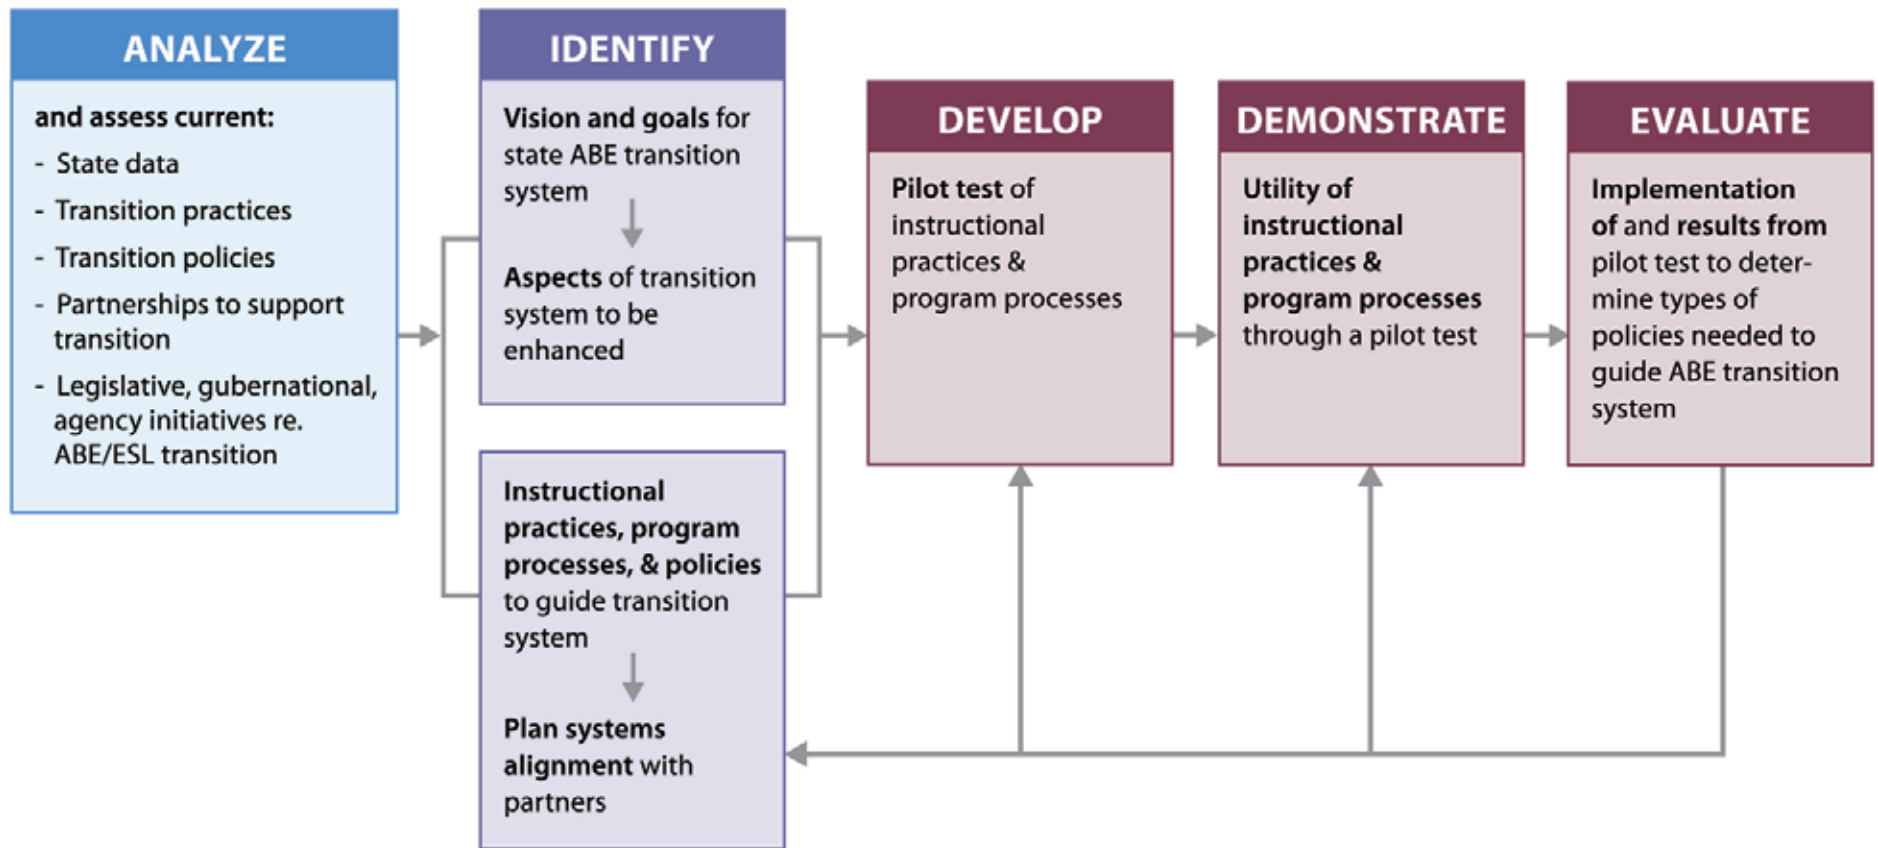 ANALYZE
and assess current:
- State data
- Transition practices
- Transition policies
- Partnerships to support
transition
- Legislative, gubernational,
agency initiatives re.
ABE/ESL transition
IDENTIFY
Vision and goals for
state ABE transition
system
Aspects of transition
system to be
enhanced
Instructional
practices, program
processes, & policies
to guide transition
system
Plan systems
alignment with
partners
DEVELOP
Pilot test of
instructional
practices &
program processes
DEMONSTRATE
Utility of
instructional
practices &
program processes
through a pilot test
EVALUATE
Implementation
of and results from
pilot test to deter-
mine types of
policies needed to
guide ABE transition
system